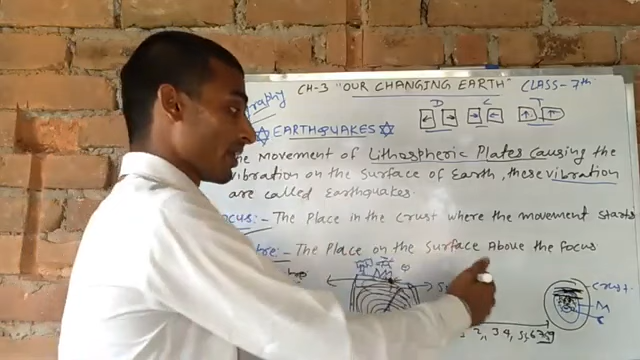 CH-3 "OUR CHANGING EARTH" CLASS-7th
D C T
EARTHQUAKES
The Movement of Lithospheric Plates Causing the
vibration on the Surface of Earth, these vibration
are called Earthquakes.
Focus:- The Place in the Crust where the movement starts
:- The Place on the Surface Above the Focus
Crust
M
C